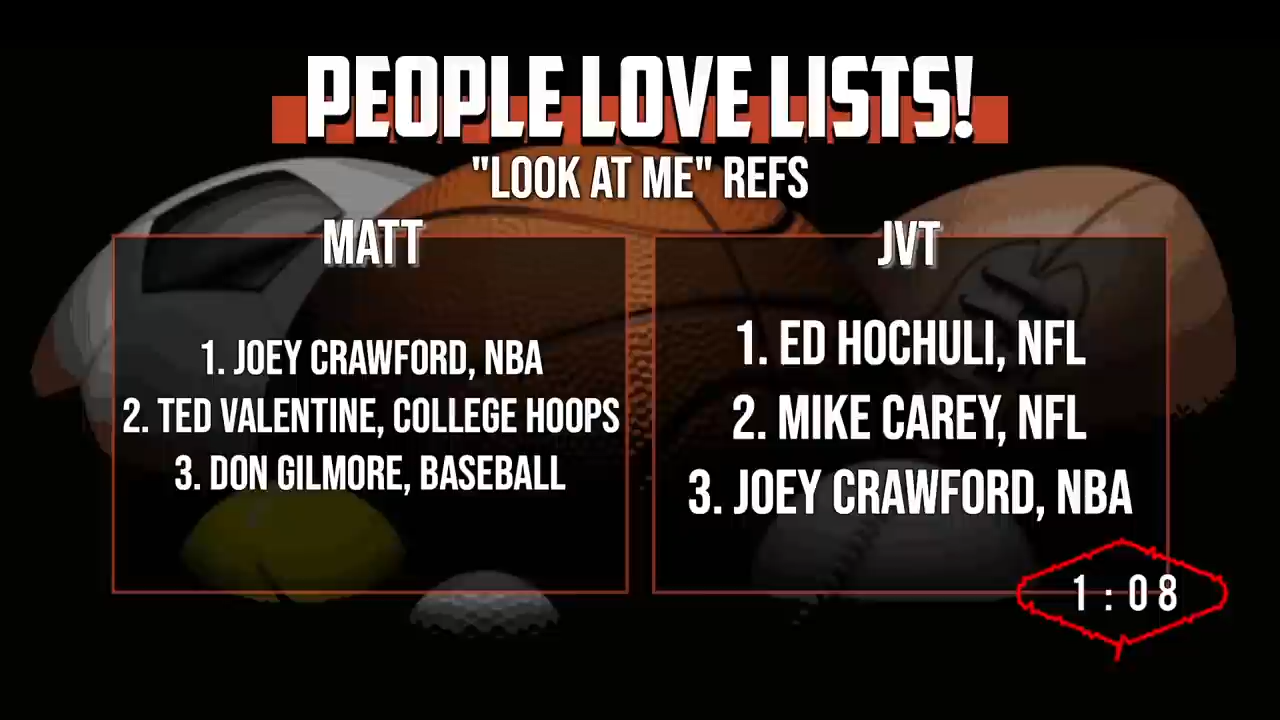 PEOPLE LOVE LISTS!
"LOOK AT ME" REFS
MATT
1. JOEY CRAWFORD, NBA
2. TED VALENTINE, COLLEGE HOOPS
3. DON GILMORE, BASEBALL
JVT
1. ED HOCHULI, NFL
2. MIKE CAREY, NFL
3. JOEY CRAWFORD, NBA
1:08